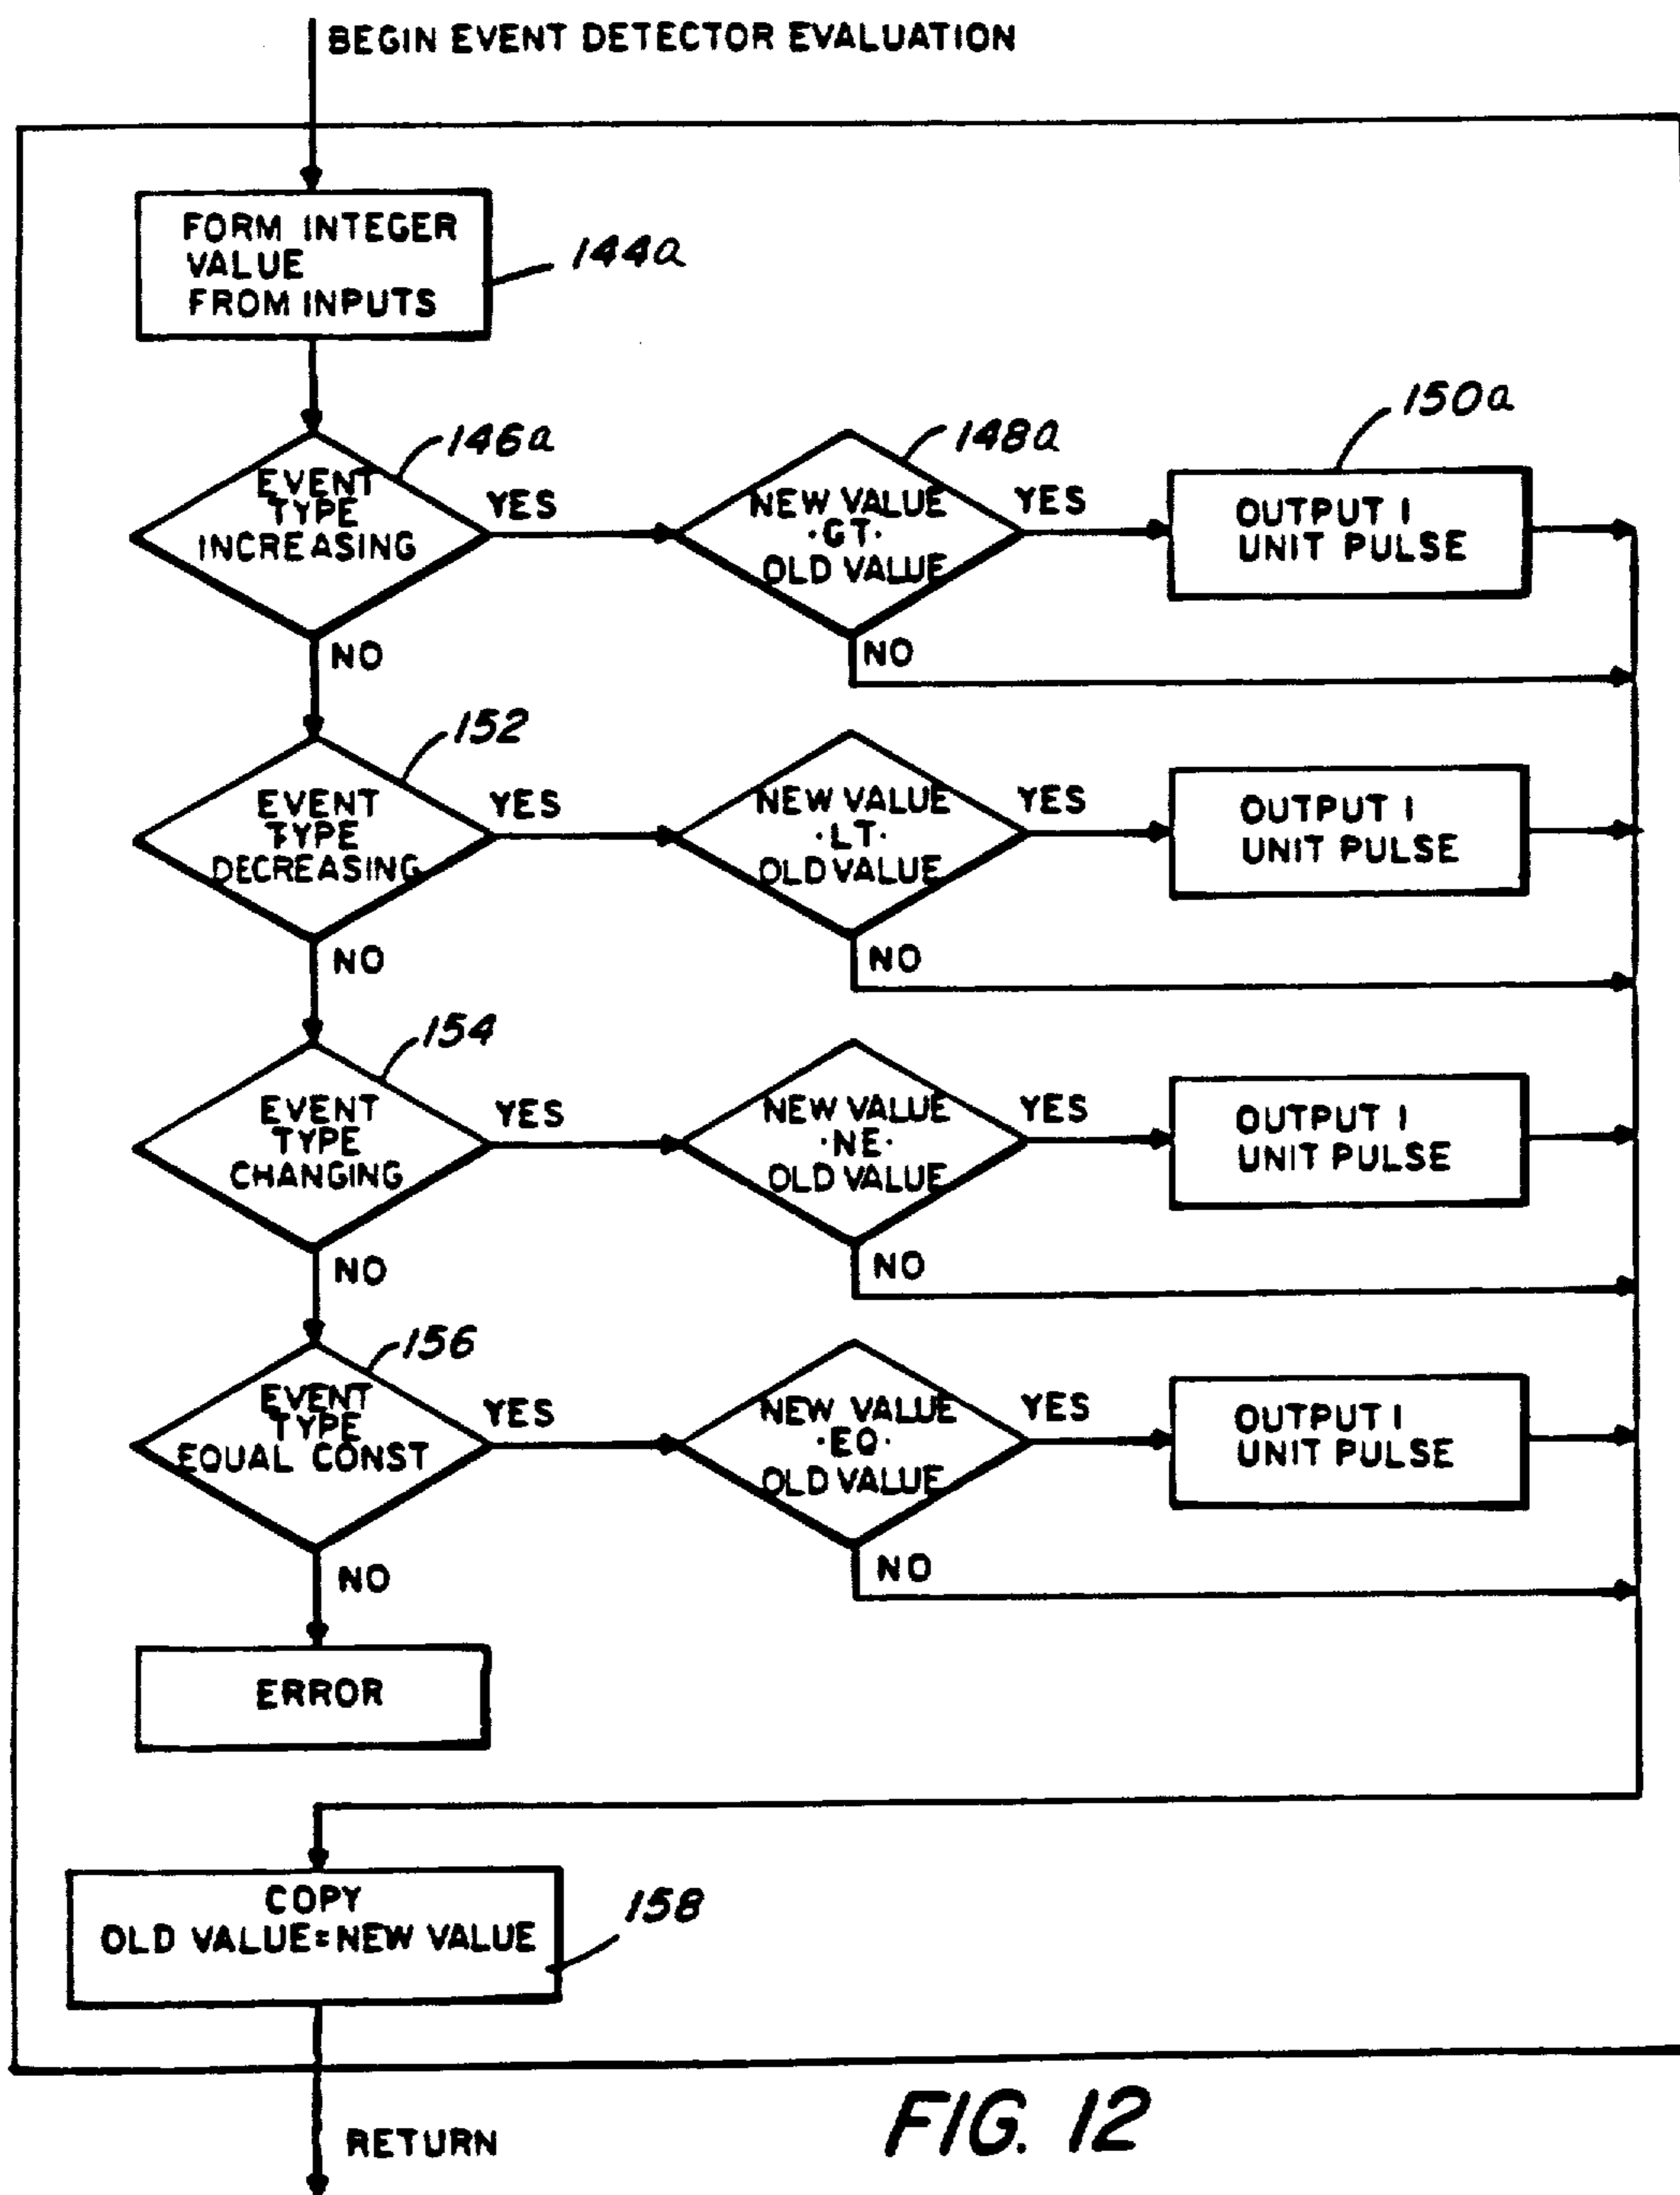 BEGIN EVENT DETECTOR EVALUATION
FORM INTEGER
VALUE
FROM INPUTS
144a
EVENT
TYPE
INCREASING
146a
YES
NEW VALUE
·GT·
OLD VALUE
148a
YES
OUTPUT 1
UNIT PULSE
150a
NO
NO
EVENT
TYPE
DECREASING
152
YES
NEW VALUE
·LT·
OLD VALUE
YES
OUTPUT 1
UNIT PULSE
NO
NO
EVENT
TYPE
CHANGING
154
YES
NEW VALUE
·NE·
OLD VALUE
YES
OUTPUT 1
UNIT PULSE
NO
NO
EVENT
TYPE
EQUAL CONST
156
YES
NEW VALUE
·EQ·
OLD VALUE
YES
OUTPUT 1
UNIT PULSE
NO
NO
ERROR
COPY
OLD VALUE=NEW VALUE
158
RETURN
FIG. 12